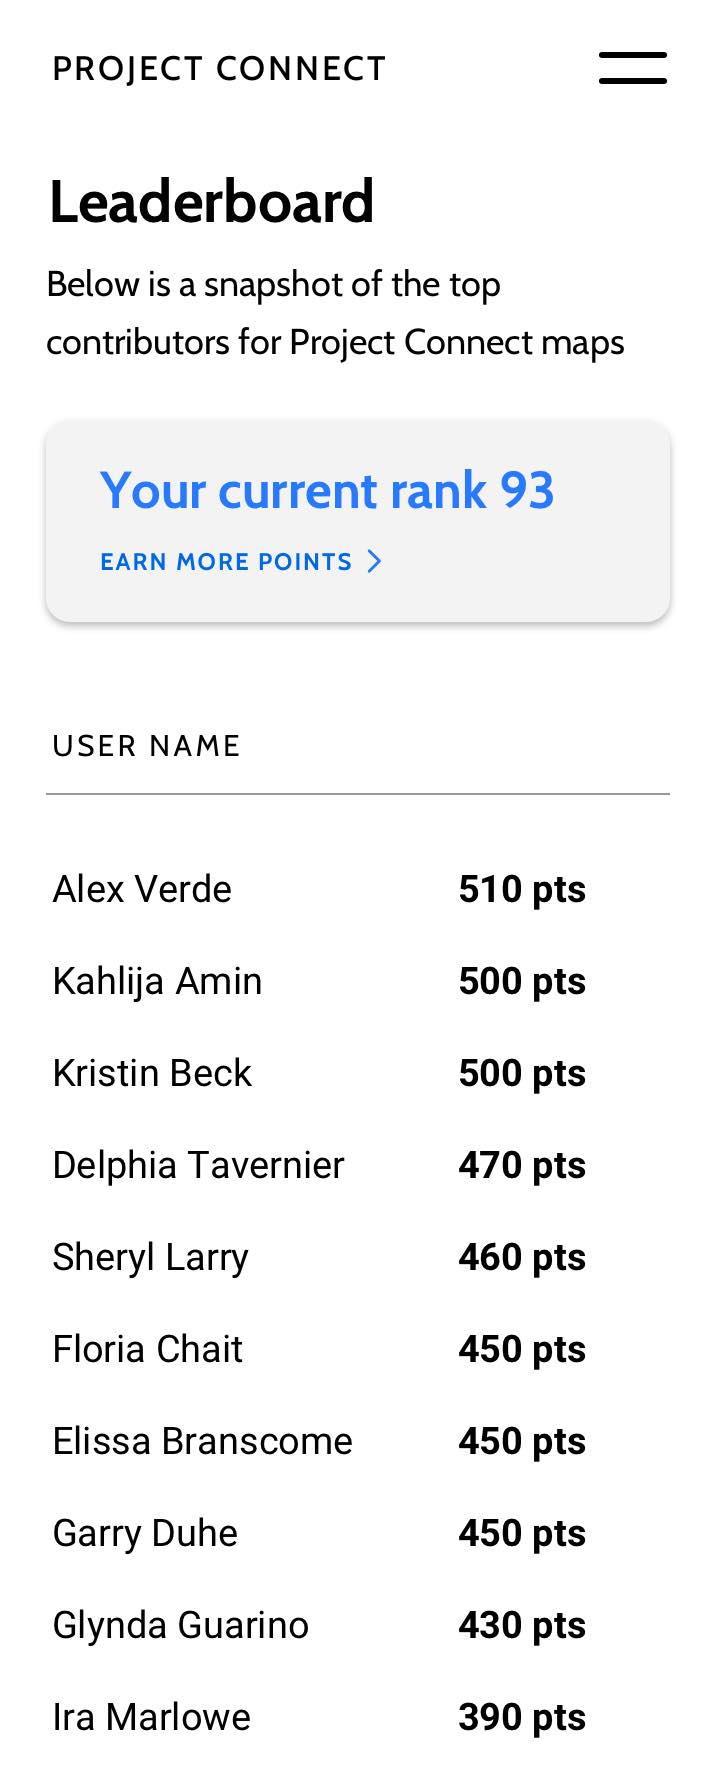 PROJECT CONNECT
Leaderboard
Below is a snapshot of the top
contributors for Project Connect maps
Your current rank 93
EARN MORE POINTS
USER NAME
Alex Verde 510 pts
Kahlija Amin 500 pts
Kristin Beck 500 pts
Delphia Tavernier 470 pts
Sheryl Larry 460 pts
Floria Chait 450 pts
Elissa Branscome 450 pts
Garry Duhe 450 pts
Glynda Guarino 430 pts
Ira Marlowe 390 pts